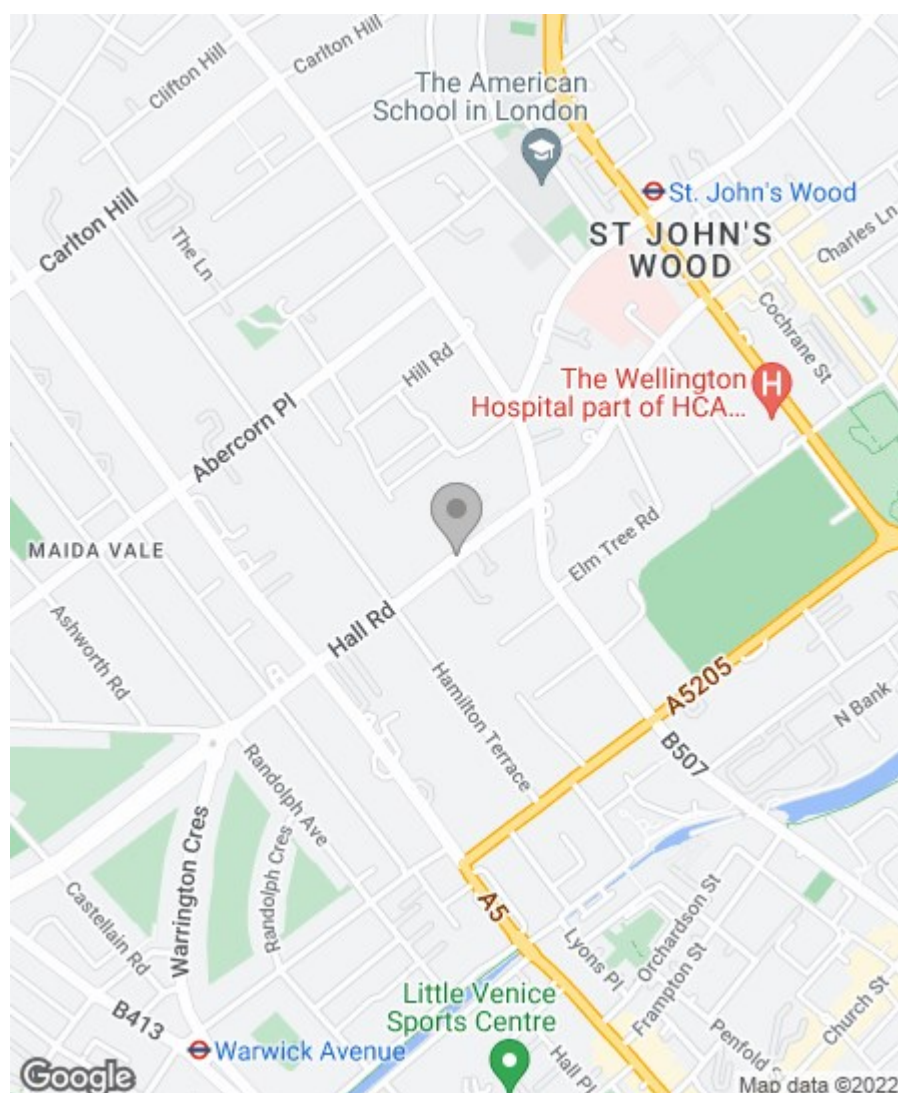 Carlton Hill
Clifton Hill
The American
School in London
St. John's Wood
ST JOHN'S
WOOD
Charles Ln
Carlton Hill
The Ln
Cochrane St
Hill Rd
The Wellington
Hospital part of HCA...
Abercorn Pl
MAIDA VALE
Elm Tree Rd
Ashworth Rd
Hall Rd
Hamilton Terrace
A5205
N Bank
B507
Randolph Ave
Warrington Cres
Randolph Cres
Castellain Rd
A5
Orchardson St
Lyons Pl
Frampton St
Church St
Little Venice
Sports Centre
Penfold St
B413
Warwick Avenue
Hall Pl
Google
Map data ©2022